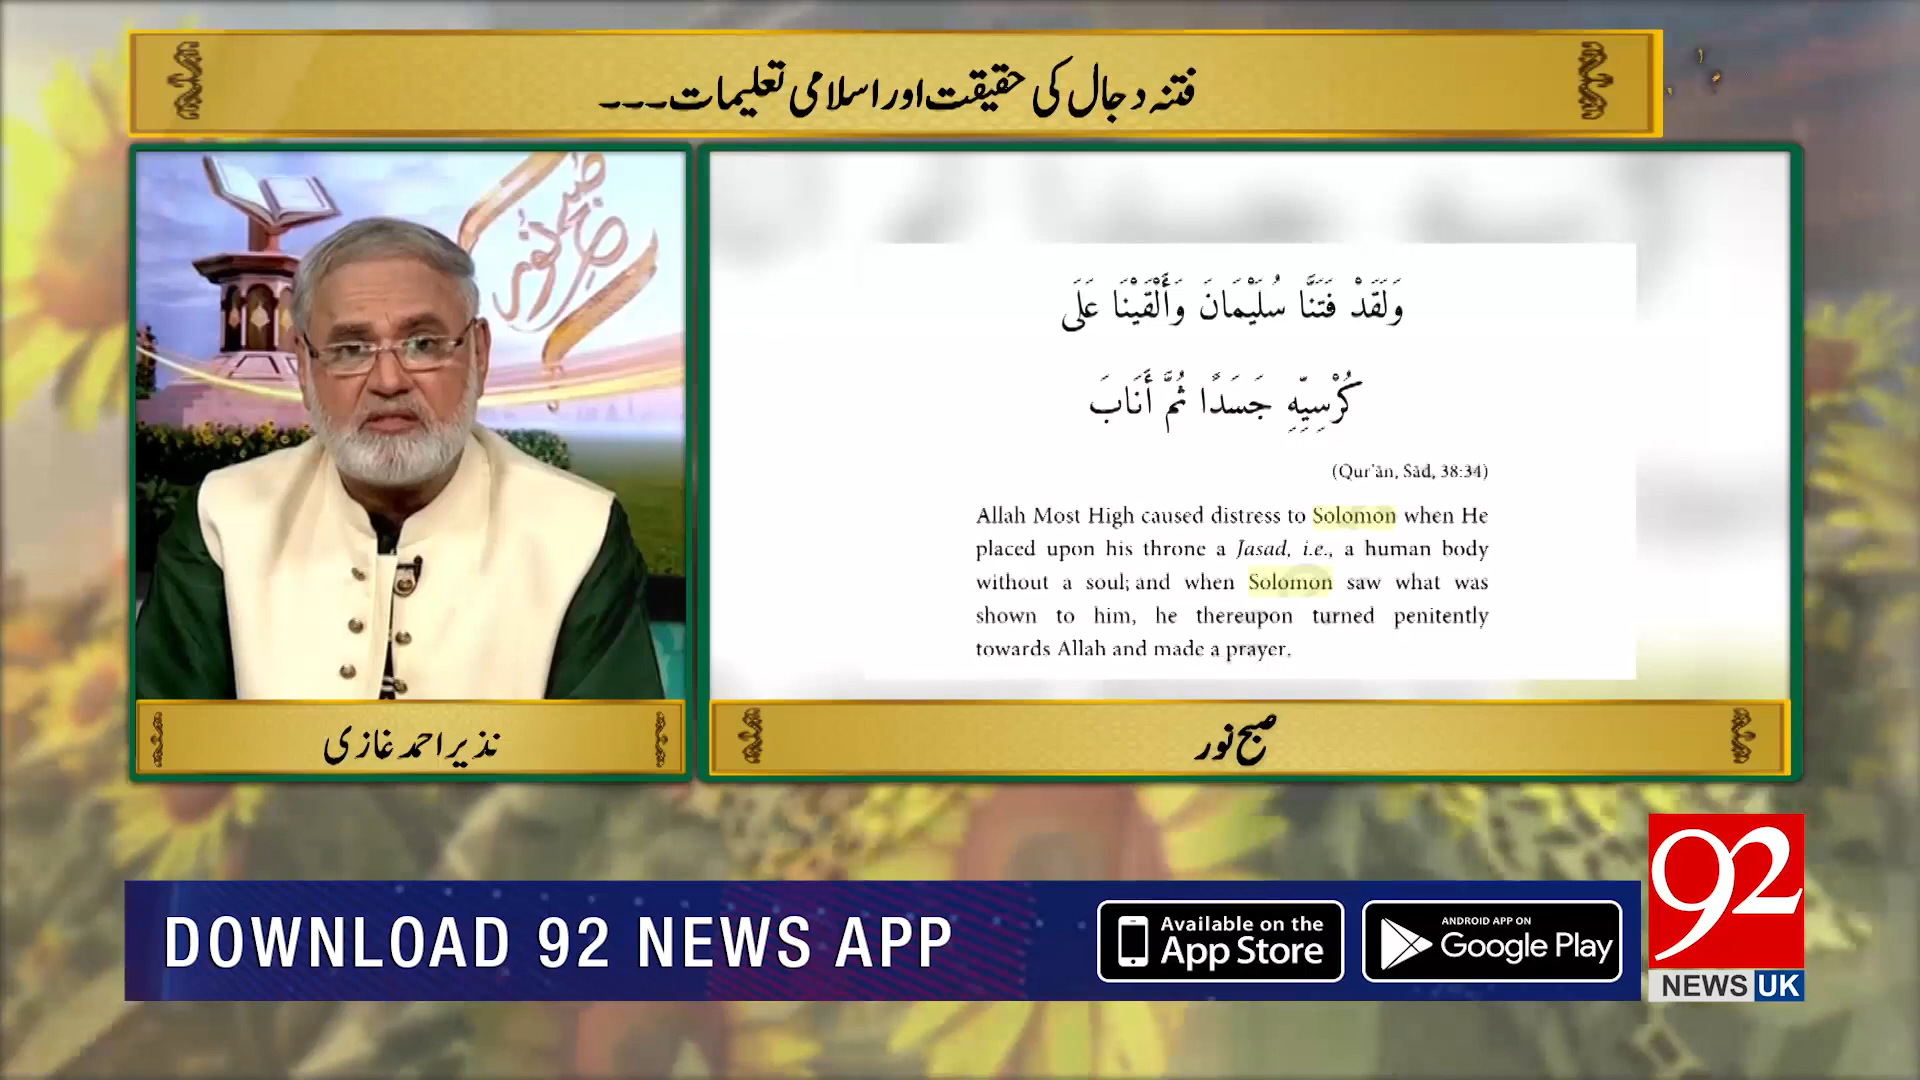 فتنہ دجال کی حقیقت اور اسلامی تعلیمات۔۔۔
صبح نور
وَلَقَدْ فَتَنَّا سُلَيْمَانَ وَأَلْقَيْنَا عَلَى
كُرْسِيِّهِ جَسَدًا ثُمَّ أَنَابَ
(Qur'ān, Sād, 38:34)
Allah Most High caused distress to Solomon when He
placed upon his throne a Jasad, i.e., a human body
without a soul; and when Solomon saw what was
shown to him, he thereupon turned penitently
towards Allah and made a prayer.
نذیر احمد غازی
صبح نور
DOWNLOAD 92 NEWS APP
Available on the
App Store
ANDROID APP ON
Google Play
92
NEWS UK